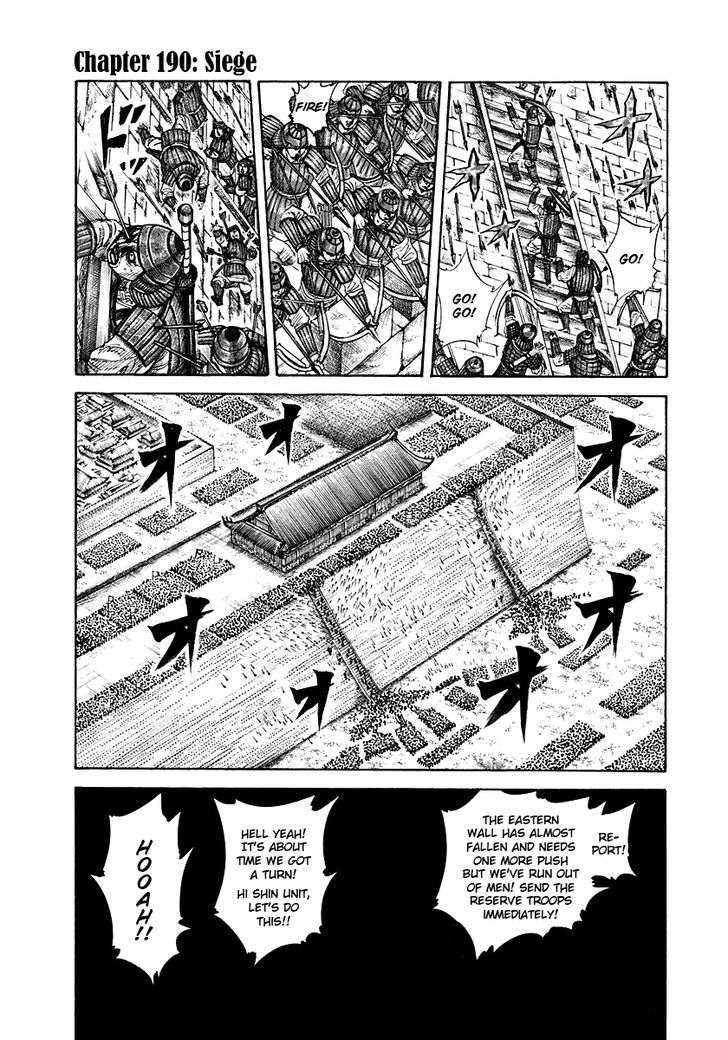 Chapter 190: Siege
GO!
GO!
GO!
FIRE!
ドド
オ
オ
オ
オ
オ
オ
オ
RE-
PORT!
THE EASTERN
WALL HAS ALMOST
FALLEN AND NEEDS
ONE MORE PUSH
BUT WE'VE RUN OUT
OF MEN! SEND THE
RESERVE TROOPS
IMMEDIATELY!
HELL YEAH!
IT'S ABOUT
TIME WE GOT
A TURN!
HI SHIN UNIT,
LET'S DO
THIS!!
HOOAH!!